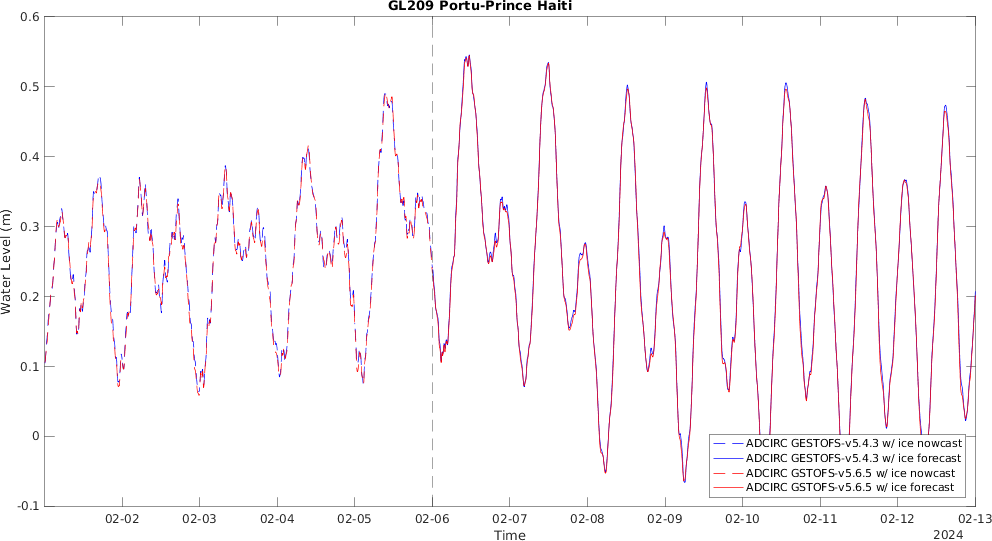 GL209 Portu-Prince Haiti
0.6
0.5
0.4
0.3
0.2
0.1
0
-0.1
Water Level (m)
ADCIRC GESTOFS-v5.4.3 w/ ice nowcast
ADCIRC GESTOFS-v5.4.3 w/ ice forecast
ADCIRC GSTOFS-v5.6.5 w/ ice nowcast
ADCIRC GSTOFS-v5.6.5 w/ ice forecast
02-02 02-03 02-04 02-05 02-06 02-07 02-08 02-09 02-10 02-11 02-12 02-13
Time
2024